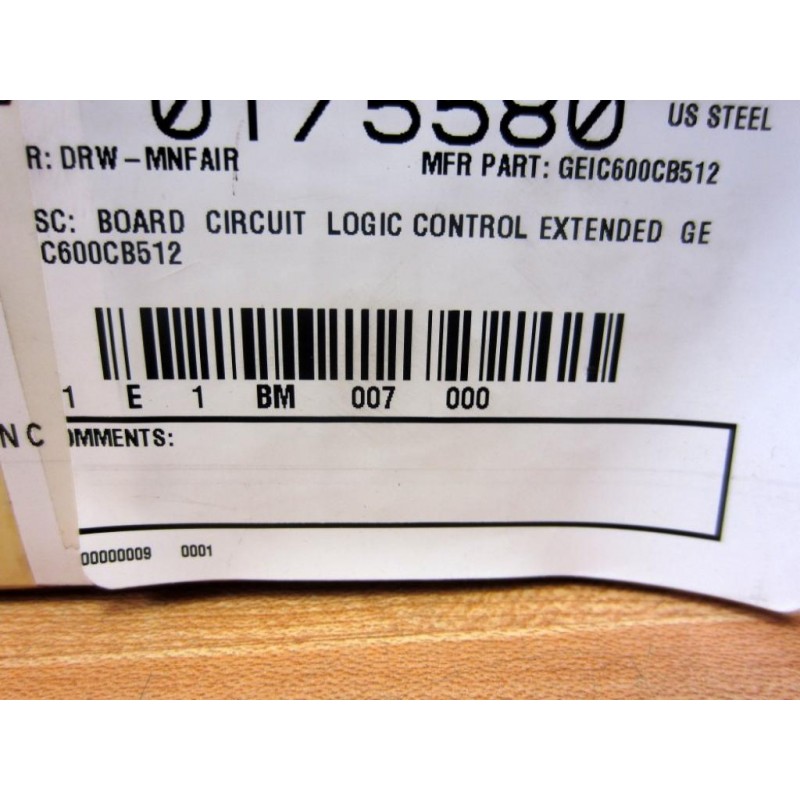 0175580 US STEEL
R: DRW-MNFAIR MFR PART: GEIC600CB512
SC: BOARD CIRCUIT LOGIC CONTROL EXTENDED GE
C600CB512
1 E 1 BM 007 000
NC OMMENTS:
00000009 0001